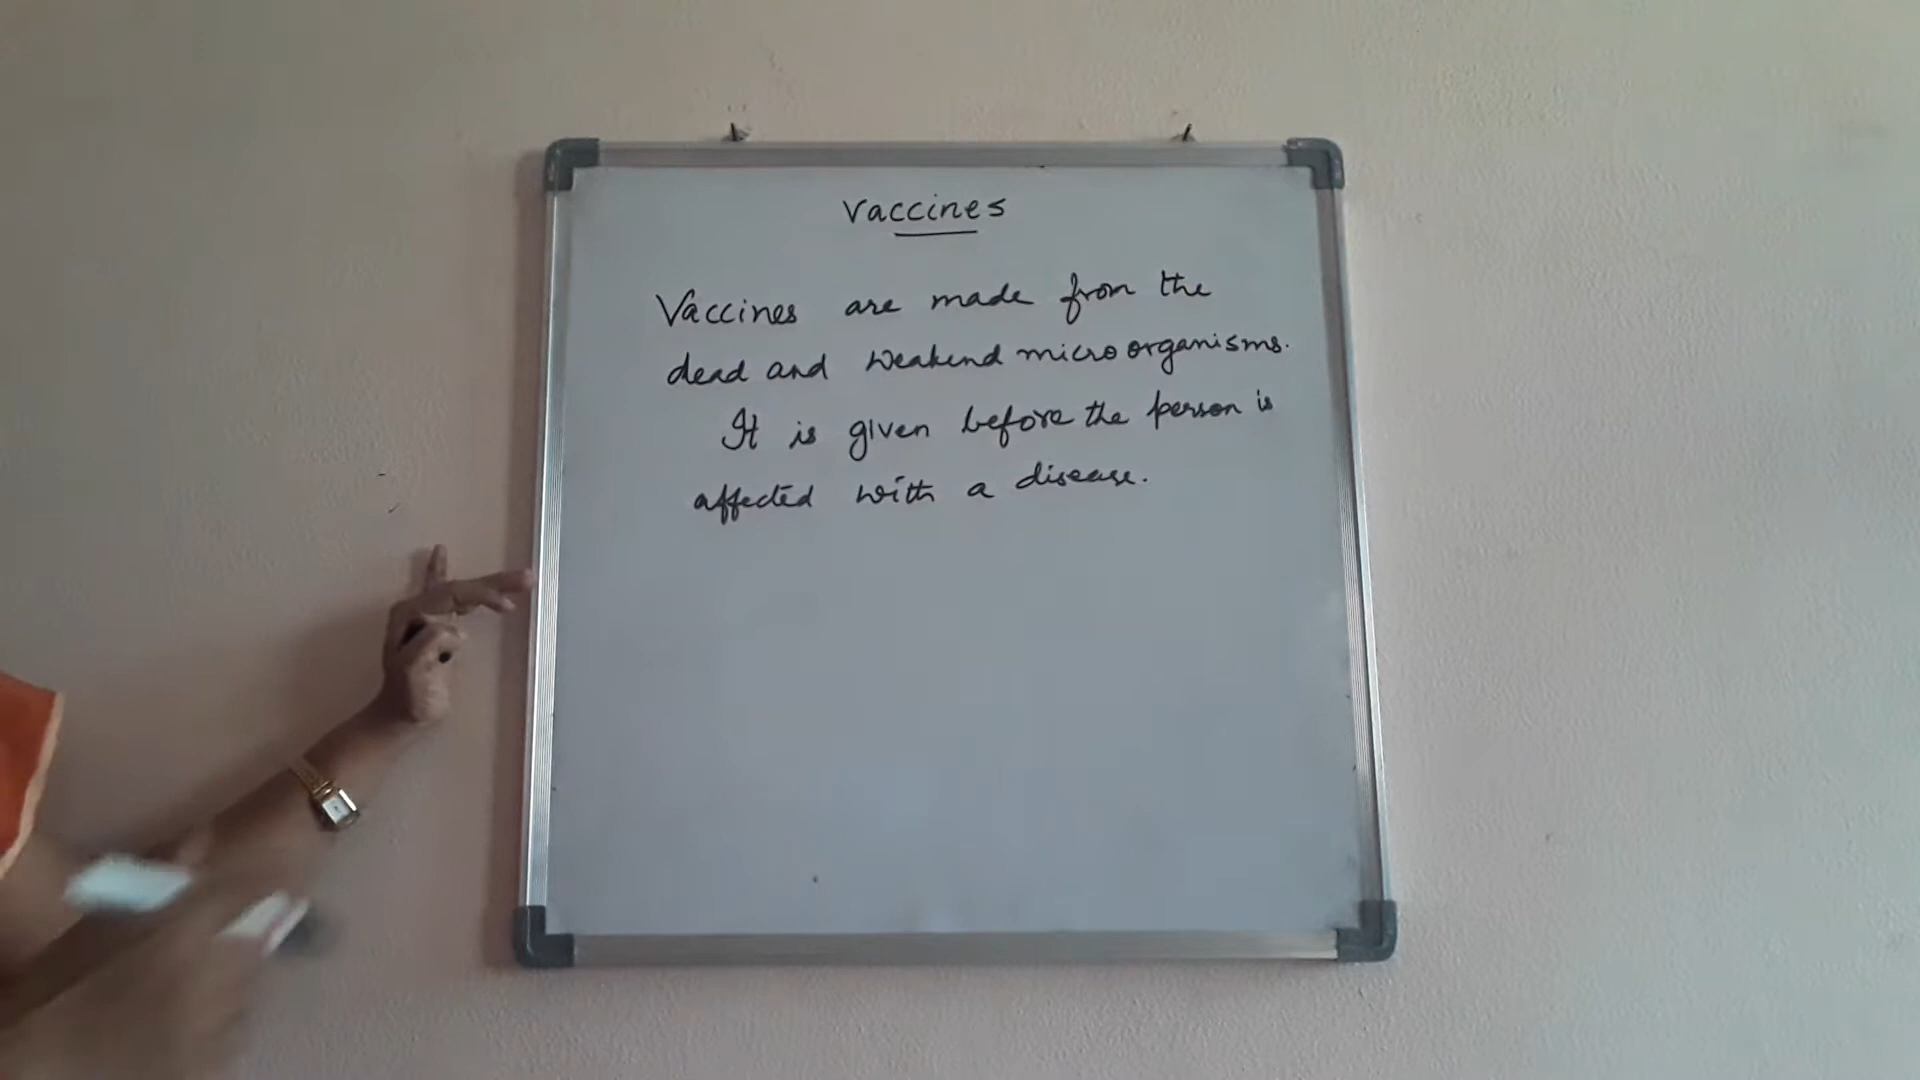 Vaccines
Vaccines are made from the
dead and weakend micro organisms.
It is given before the person is
affected with a disease.